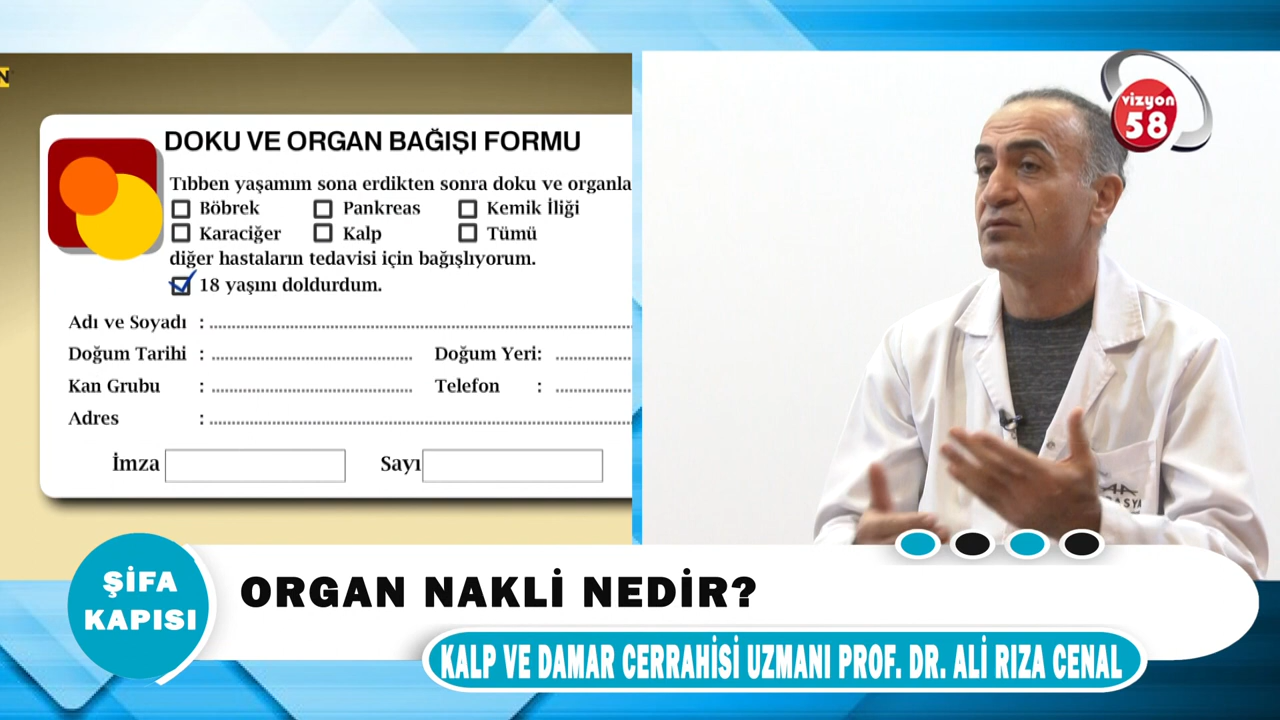 N
DOKU VE ORGAN BAĞIŞI FORMU
Tıbben yaşamım sona erdikten sonra doku ve organla
Böbrek Pankreas Kemik İliği
Karaciğer Kalp Tümü
diğer hastaların tedavisi için bağışlıyorum.
18 yaşını doldurdum.
Adı ve Soyadı :
Doğum Tarihi : Doğum Yeri:
Kan Grubu : Telefon :
Adres :
İmza Sayı
vizyon
58
RASYA
ŞİFA
KAPISI
ORGAN NAKLİ NEDİR?
KALP VE DAMAR CERRAHİSİ UZMANI PROF. DR. ALİ RIZA CENAL